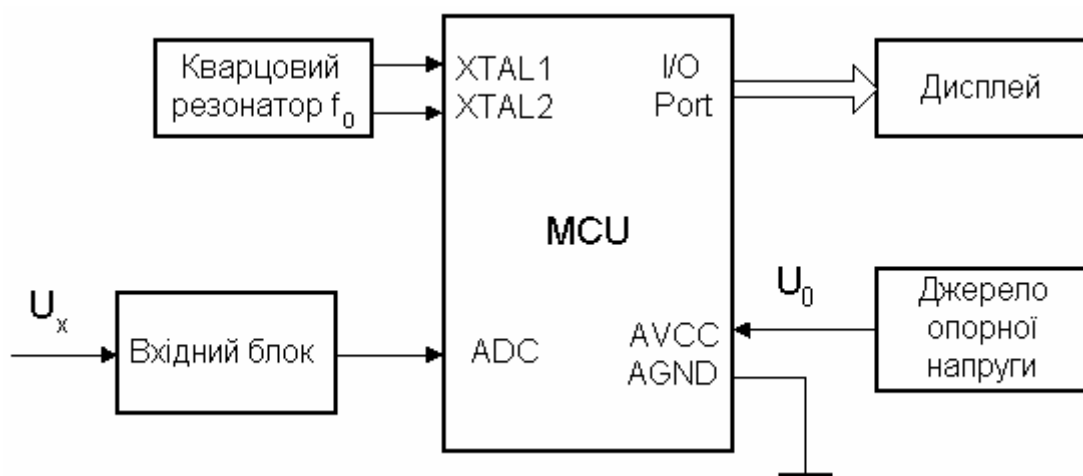 Кварцовий
резонатор f0
XTAL1
XTAL2
I/O
Port
Дисплей
MCU
Ux
Вхідний блок
ADC
U0
AVCC
AGND
Джерело
опорної
напруги